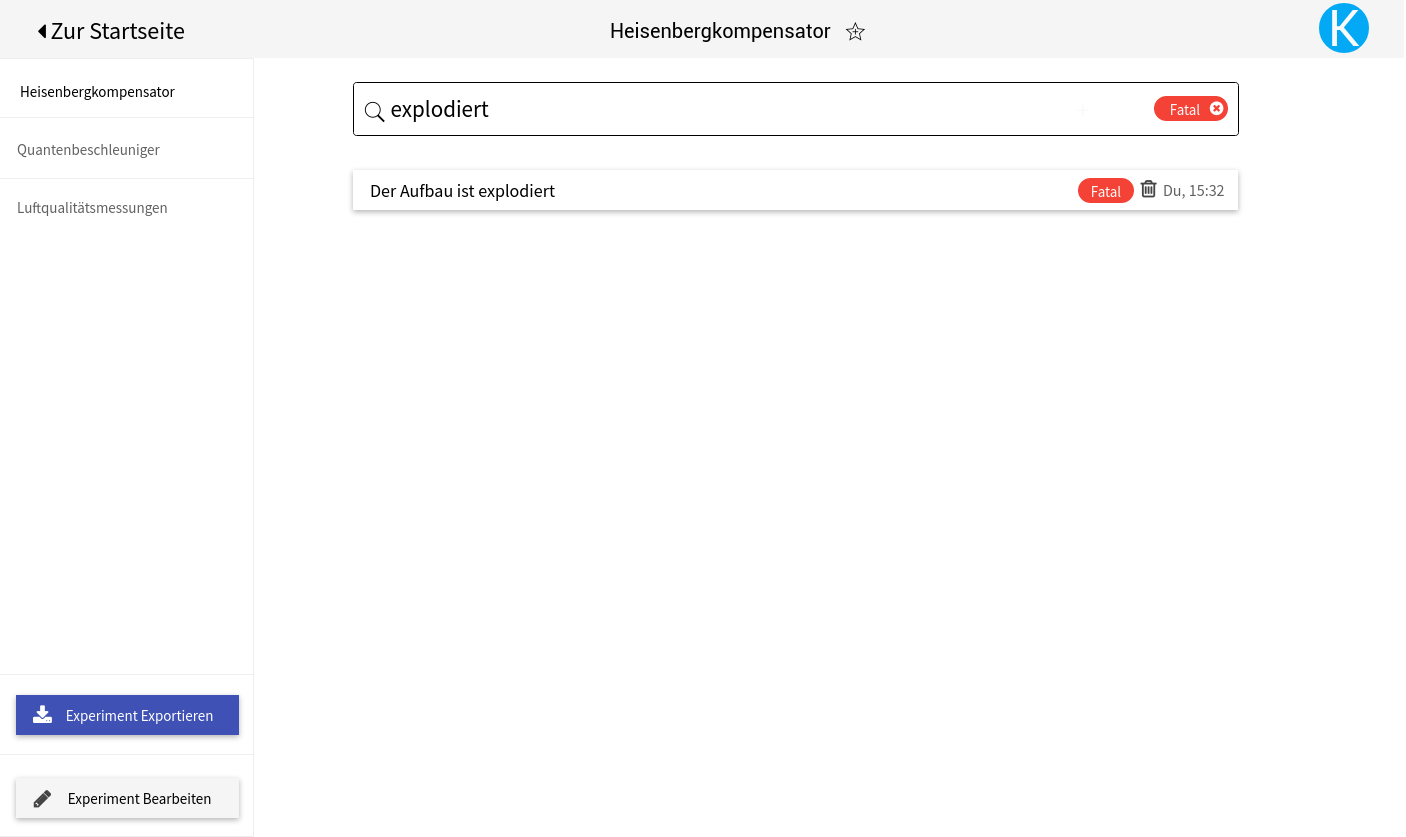 Zur Startseite
Heisenbergkompensator
K
Heisenbergkompensator
Quantenbeschleuniger
Luftqualitätsmessungen
explodiert
Fatal
Der Aufbau ist explodiert
Fatal
Du, 15:32
Experiment Exportieren
Experiment Bearbeiten